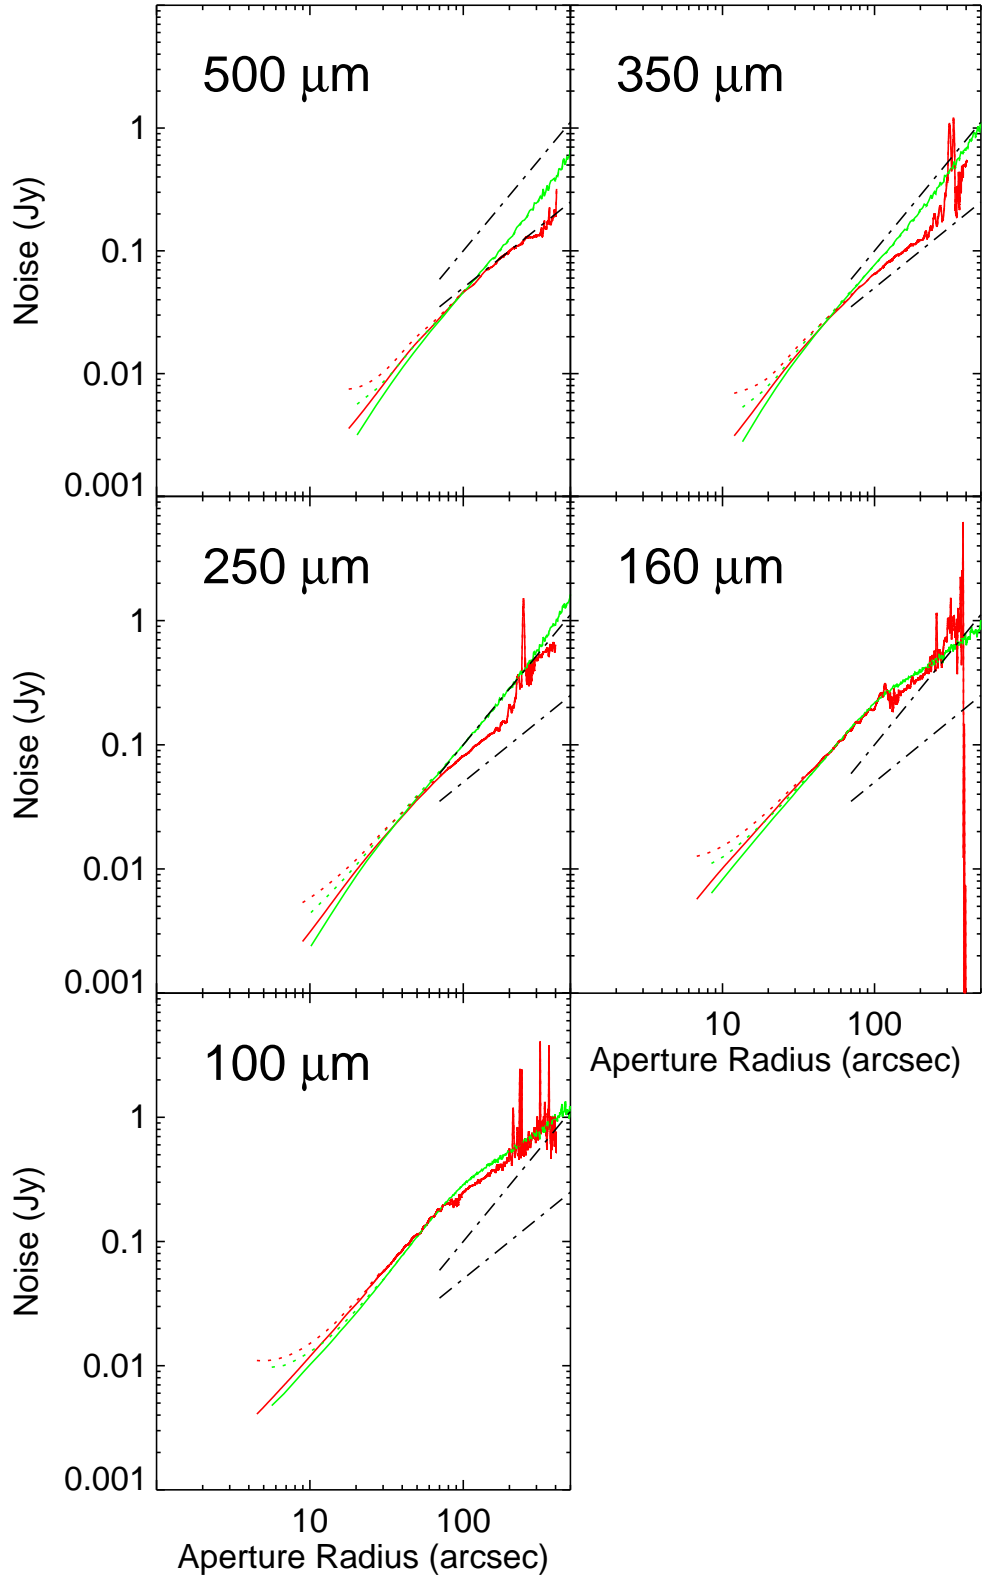 500 μm
350 μm
Noise (Jy)
1
0.1
0.01
0.001
250 μm
160 μm
Noise (Jy)
1
0.1
0.01
0.001
10 100
Aperture Radius (arcsec)
100 μm
Noise (Jy)
1
0.1
0.01
0.001
10 100
Aperture Radius (arcsec)